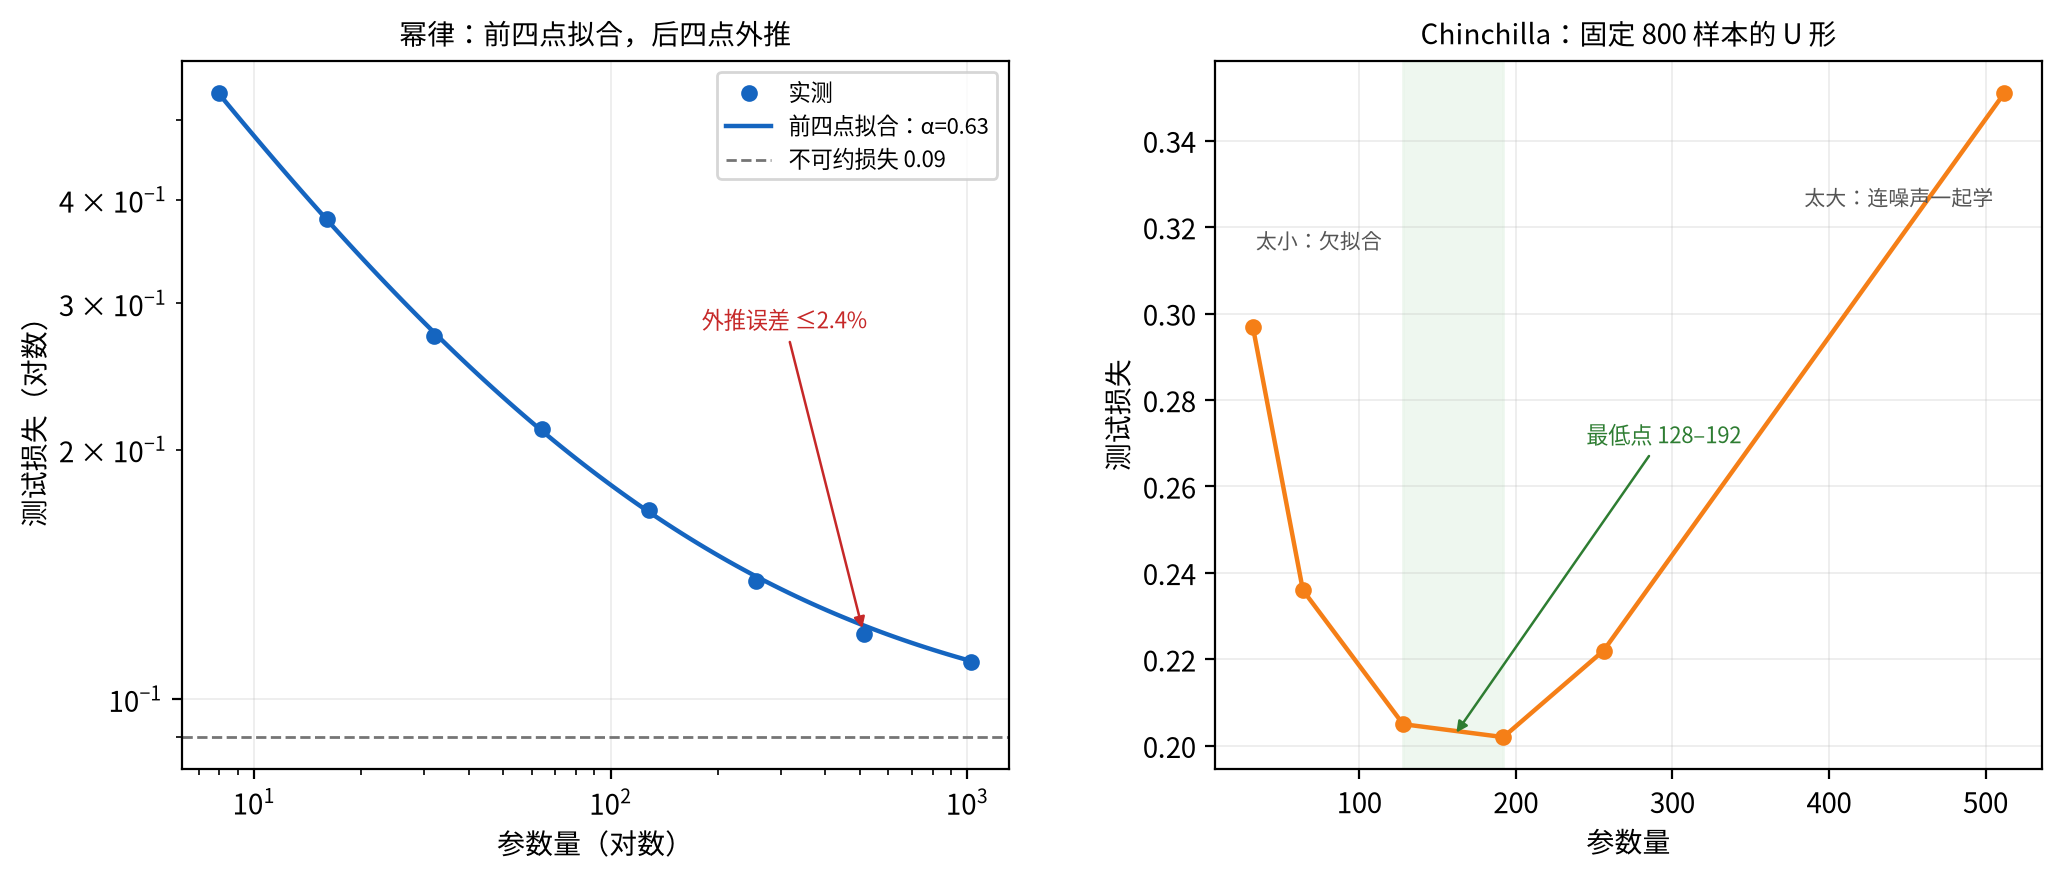 幂律：前四点拟合，后四点外推
实测
前四点拟合：α=0.63
不可约损失 0.09
外推误差 ≤2.4%
4 × 10⁻¹
3 × 10⁻¹
2 × 10⁻¹
10⁻¹
测试损失（对数）
10¹ 10² 10³
参数量（对数）
Chinchilla：固定 800 样本的 U 形
太大：连噪声一起学
太小：欠拟合
最低点 128–192
0.34
0.32
0.30
0.28
0.26
0.24
0.22
0.20
测试损失
100 200 300 400 500
参数量